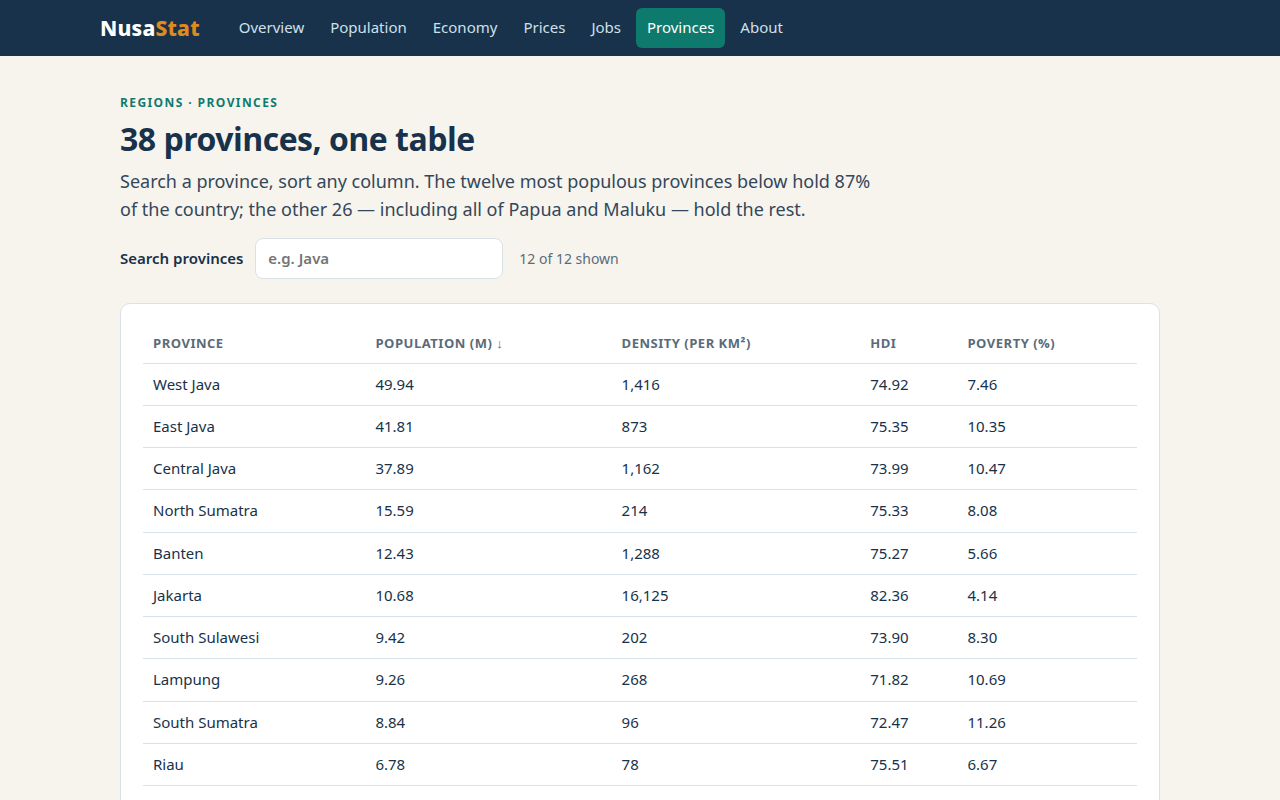 NusaStat Overview Population Economy Prices Jobs Provinces About
REGIONS · PROVINCES
38 provinces, one table
Search a province, sort any column. The twelve most populous provinces below hold 87%
of the country; the other 26 — including all of Papua and Maluku — hold the rest.
Search provinces e.g. Java 12 of 12 shown
PROVINCE POPULATION (M) ↓ DENSITY (PER KM²) HDI POVERTY (%)
West Java 49.94 1,416 74.92 7.46
East Java 41.81 873 75.35 10.35
Central Java 37.89 1,162 73.99 10.47
North Sumatra 15.59 214 75.33 8.08
Banten 12.43 1,288 75.27 5.66
Jakarta 10.68 16,125 82.36 4.14
South Sulawesi 9.42 202 73.90 8.30
Lampung 9.26 268 71.82 10.69
South Sumatra 8.84 96 72.47 11.26
Riau 6.78 78 75.51 6.67